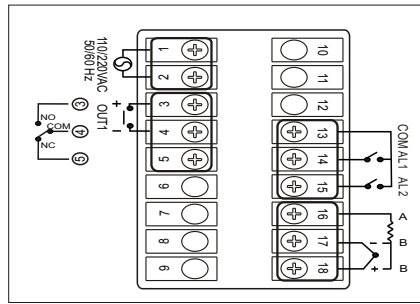 110/220VAC
50/60 Hz
1
2
3
4
5
6
7
8
9
10
11
12
13
14
15
16
17
18
+ OUT1 –
NO
COM
NC
3
4
5
COM AL1 AL2
A
B
B
–
+